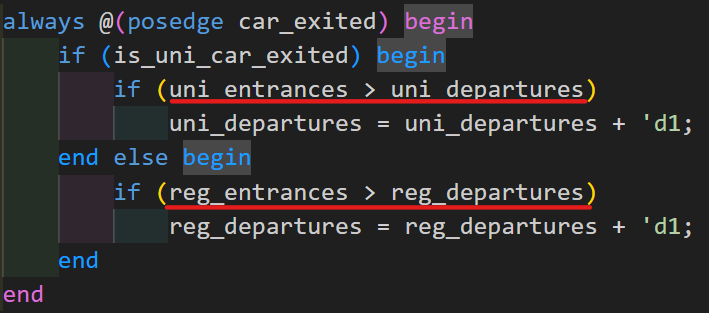 always @(posedge car_exited) begin
    if (is_uni_car_exited) begin
        if (uni_entrances > uni_departures)
            uni_departures = uni_departures + 'd1;
    end else begin
        if (reg_entrances > reg_departures)
            reg_departures = reg_departures + 'd1;
    end
end